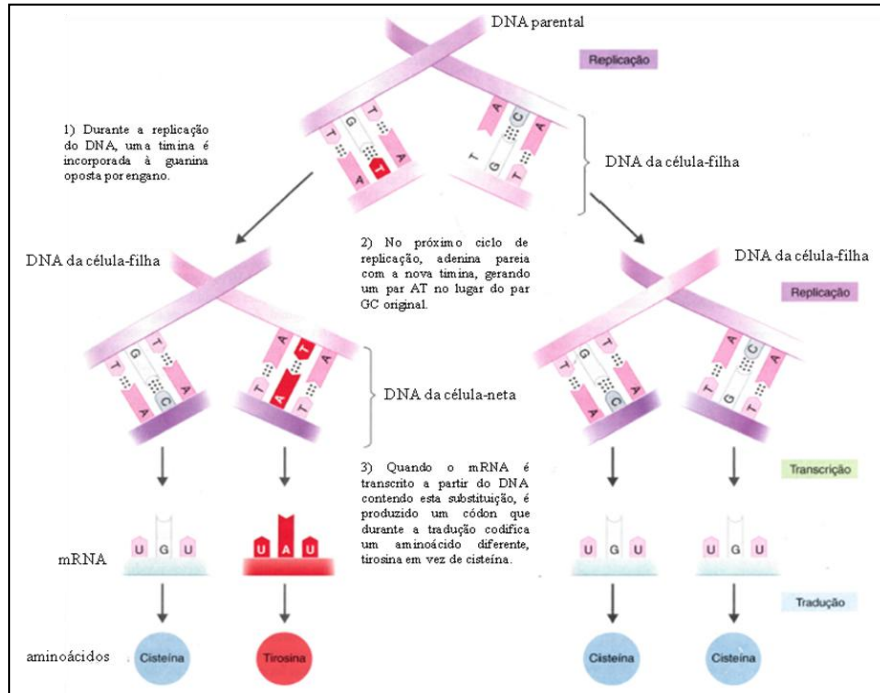 DNA parental
Replicação
1) Durante a replicação
do DNA, uma timina é
incorporada à guanina
oposta por engano.
T G T
A T A
A C A
T G T
DNA da célula-filha
2) No próximo ciclo de
replicação, adenina pareia
com a nova timina, gerando
um par AT no lugar do par
GC original.
DNA da célula-filha
DNA da célula-filha
Replicação
T G T
A C A
A T A
T A T
T G T
A C A
A C A
T G T
DNA da célula-neta
3) Quando o mRNA é
transcrito a partir do DNA
contendo esta substituição, é
produzido um códon que
durante a tradução codifica
um aminoácido diferente,
tirosina em vez de cisteína.
Transcrição
mRNA
U G U
U A U
U G U
U G U
Tradução
aminoácidos
Cisteína
Tirosina
Cisteína
Cisteína